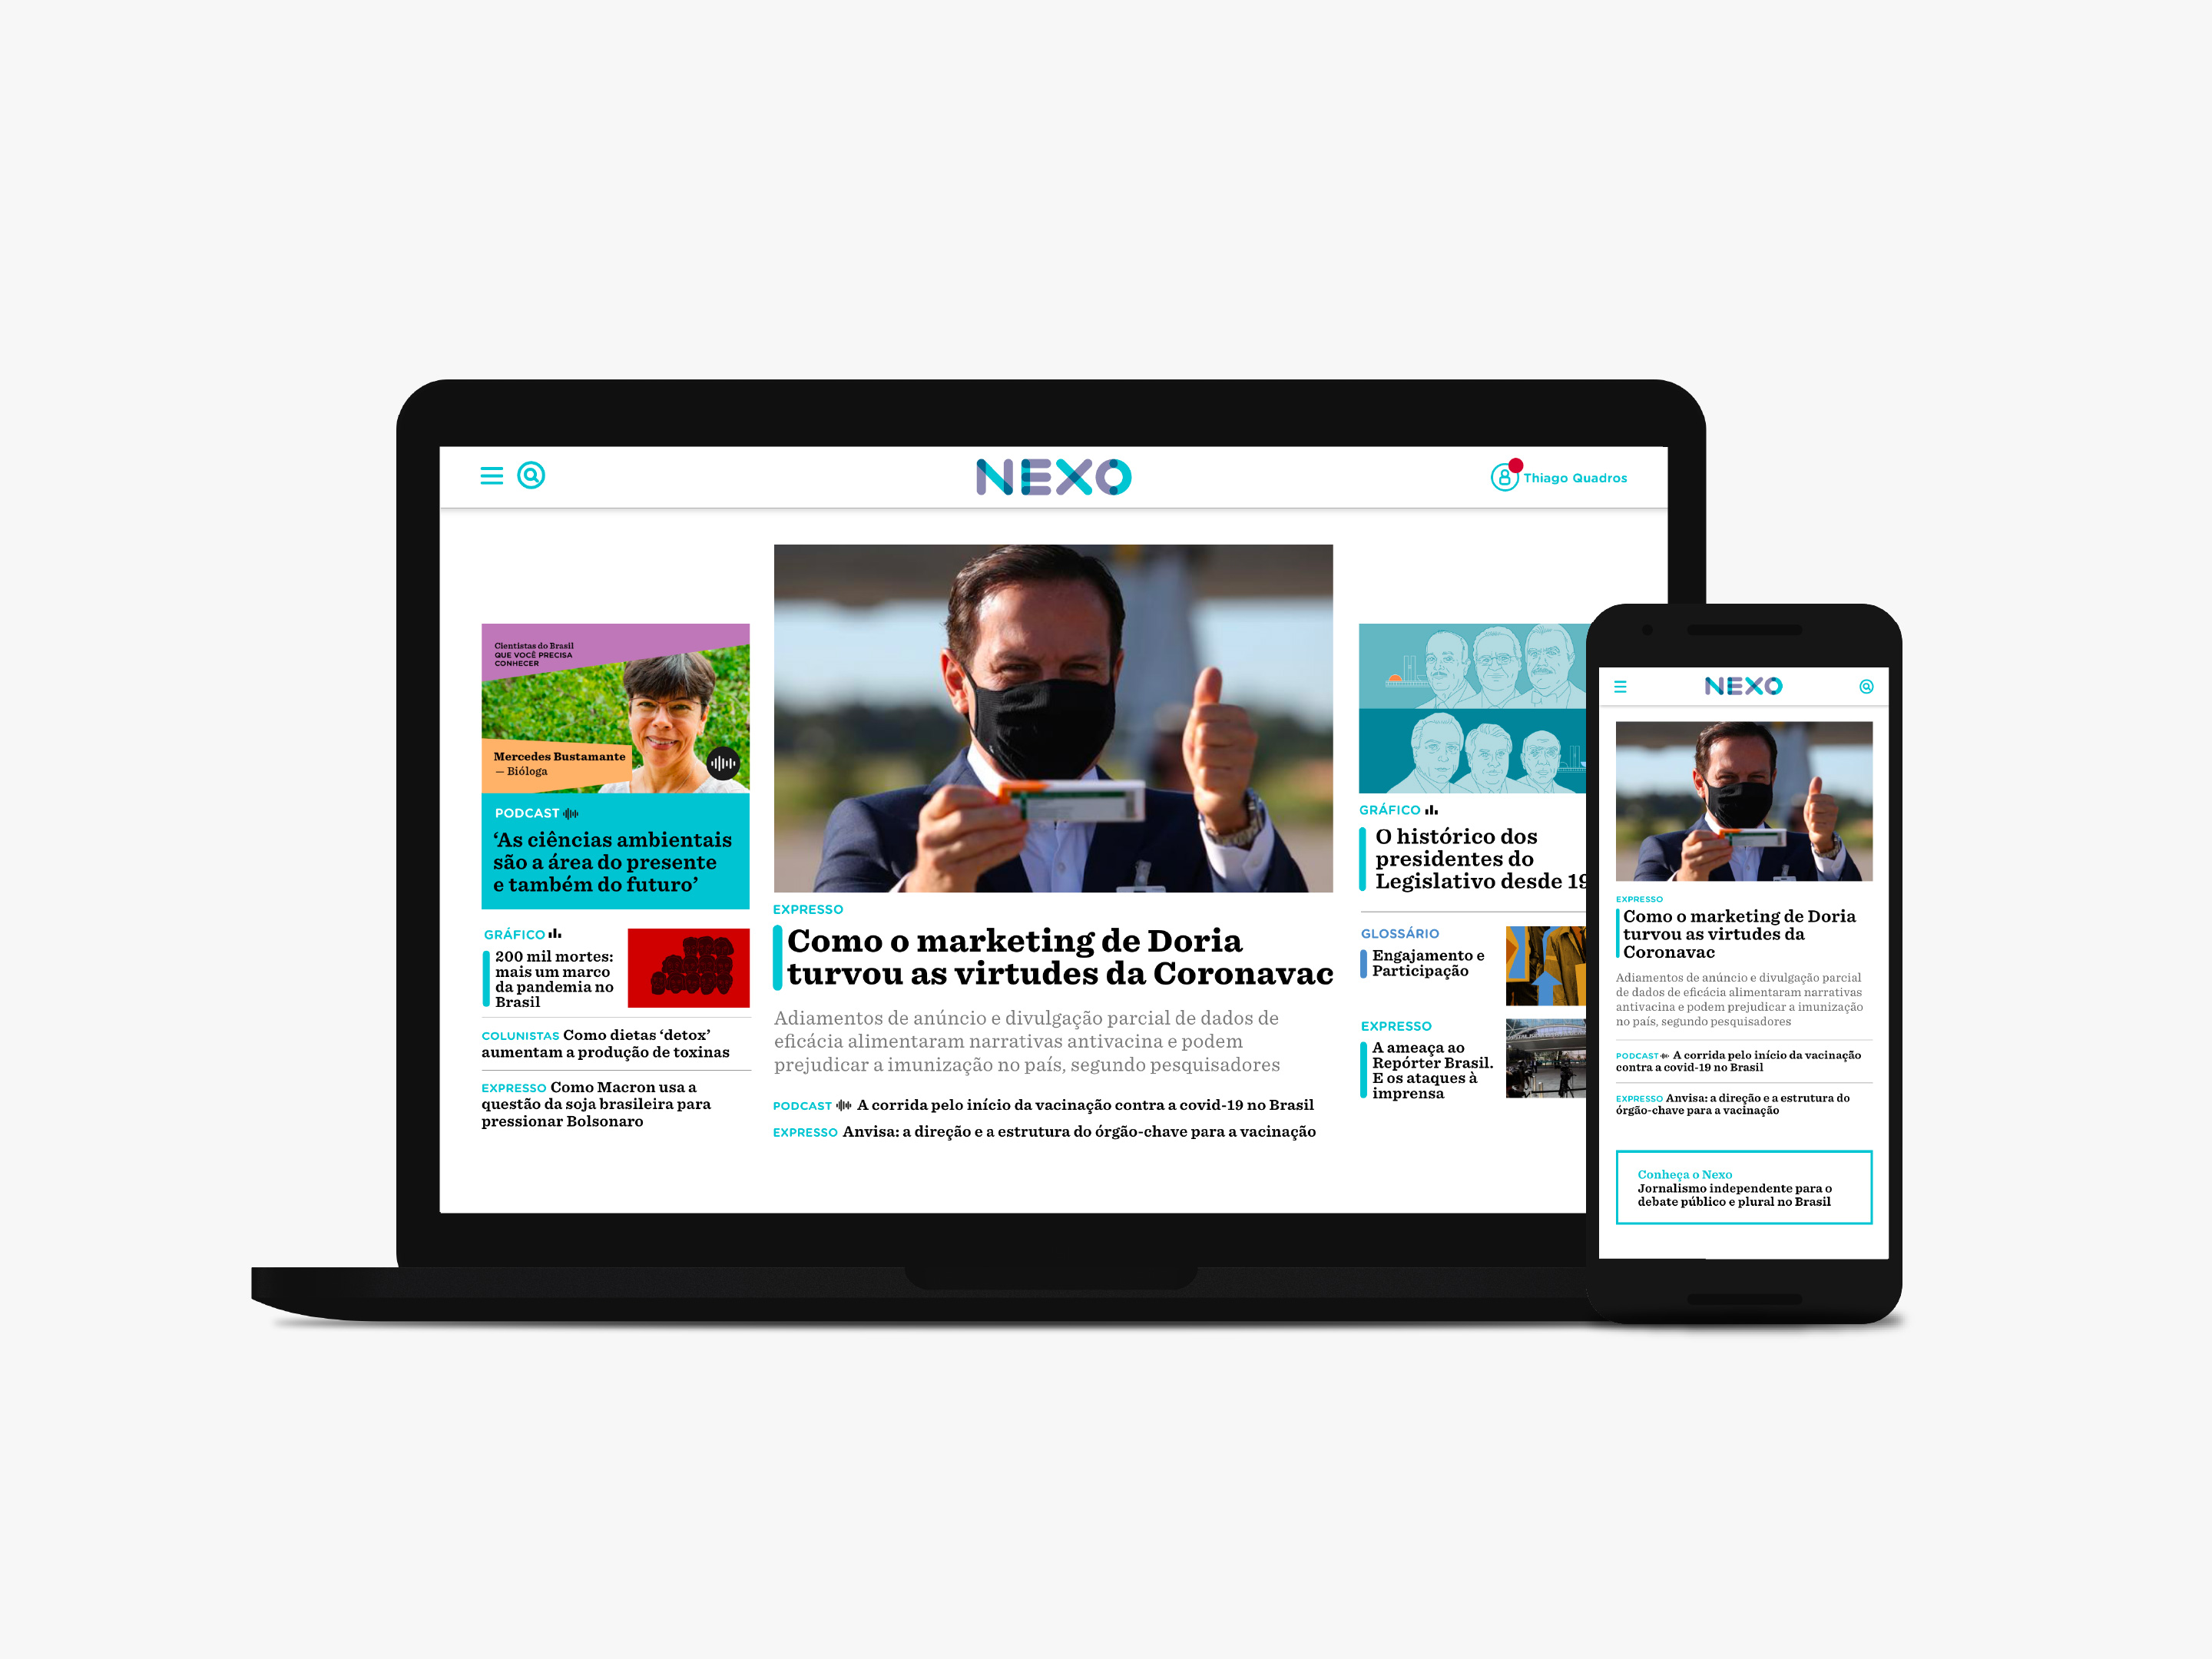 NEXO
Thiago Quadros
Cientistas do Brasil
QUE VOCÊ PRECISA
CONHECER
Mercedes Bustamante
— Bióloga
PODCAST
‘As ciências ambientais
são a área do presente
e também do futuro’
GRÁFICO
200 mil mortes:
mais um marco
da pandemia no
Brasil
COLUNISTAS Como dietas ‘detox’
aumentam a produção de toxinas
EXPRESSO Como Macron usa a
questão da soja brasileira para
pressionar Bolsonaro
EXPRESSO
Como o marketing de Doria
turvou as virtudes da Coronavac
Adiamentos de anúncio e divulgação parcial de dados de
eficácia alimentaram narrativas antivacina e podem
prejudicar a imunização no país, segundo pesquisadores
PODCAST A corrida pelo início da vacinação contra a covid-19 no Brasil
EXPRESSO Anvisa: a direção e a estrutura do órgão-chave para a vacinação
GRÁFICO
O histórico dos
presidentes do
Legislativo desde 19
GLOSSÁRIO
Engajamento e
Participação
EXPRESSO
A ameaça ao
Repórter Brasil.
E os ataques à
imprensa
NEXO
EXPRESSO
Como o marketing de Doria
turvou as virtudes da
Coronavac
Adiamentos de anúncio e divulgação parcial
de dados de eficácia alimentaram narrativas
antivacina e podem prejudicar a imunização
no país, segundo pesquisadores
PODCAST A corrida pelo início da vacinação
contra a covid-19 no Brasil
EXPRESSO Anvisa: a direção e a estrutura do
órgão-chave para a vacinação
Conheça o Nexo
Jornalismo independente para o
debate público e plural no Brasil